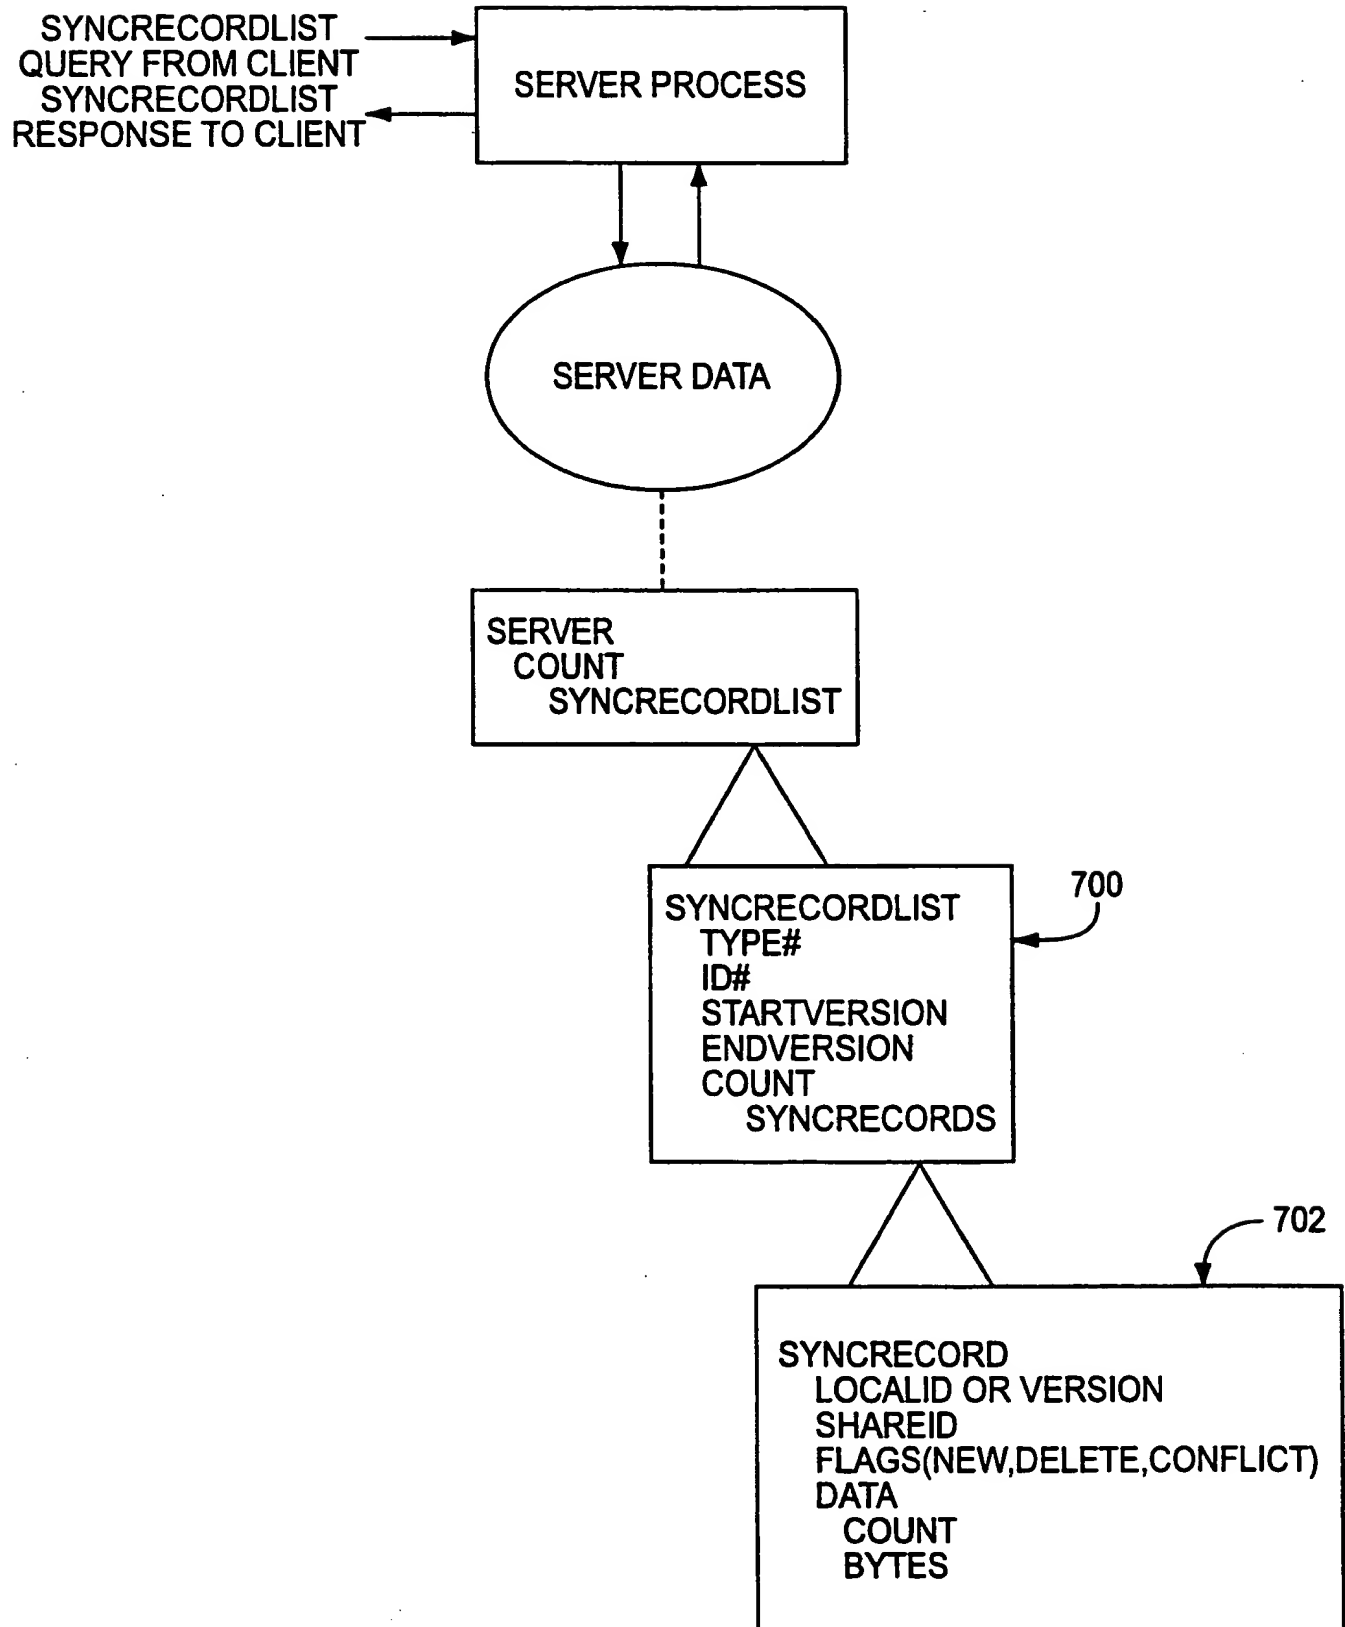 SYNCRECORDLIST
QUERY FROM CLIENT
SYNCRECORDLIST
RESPONSE TO CLIENT
SERVER PROCESS
SERVER DATA
SERVER
COUNT
SYNCRECORDLIST
700
SYNCRECORDLIST
TYPE#
ID#
STARTVERSION
ENDVERSION
COUNT
SYNCRECORDS
702
SYNCRECORD
LOCALID OR VERSION
SHAREID
FLAGS(NEW,DELETE,CONFLICT)
DATA
COUNT
BYTES